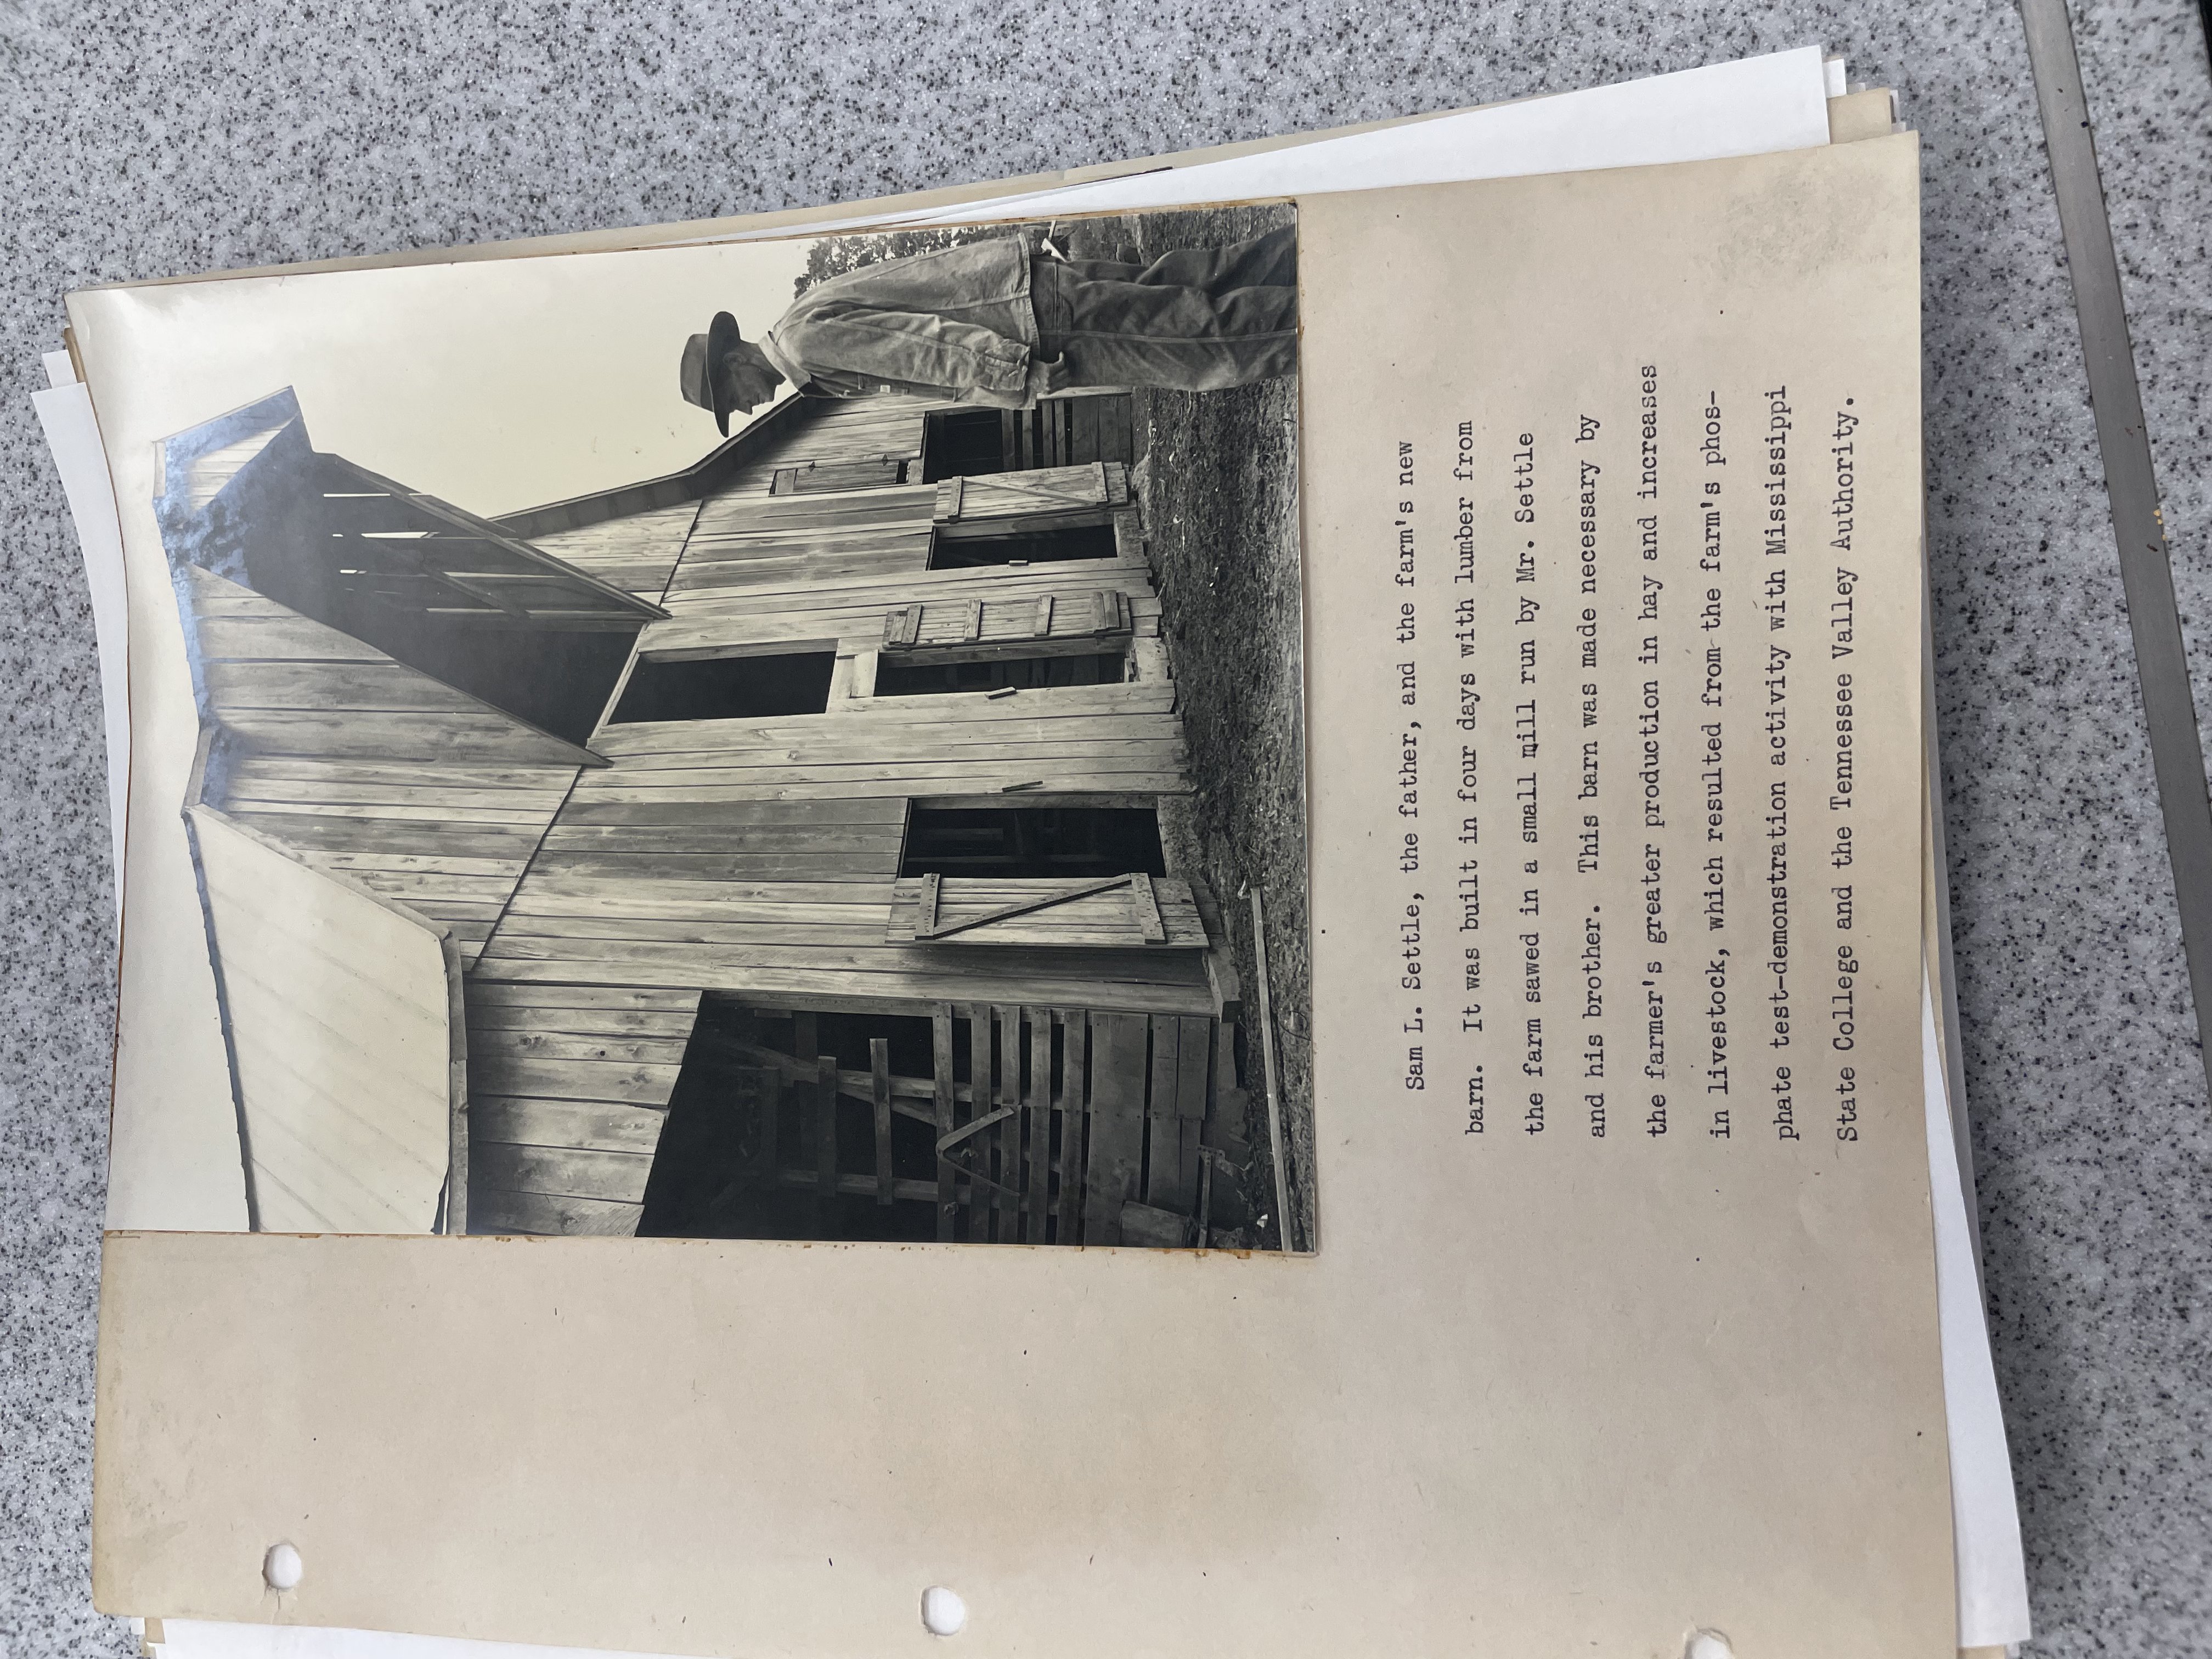 Sam L. Settle, the father, and the farm's new
barn.  It was built in four days with lumber from
the farm sawed in a small mill run by Mr. Settle
and his brother.  This barn was made necessary by
the farmer's greater production in hay and increases
in livestock, which resulted from the farm's phos-
phate test-demonstration activity with Mississippi
State College and the Tennessee Valley Authority.